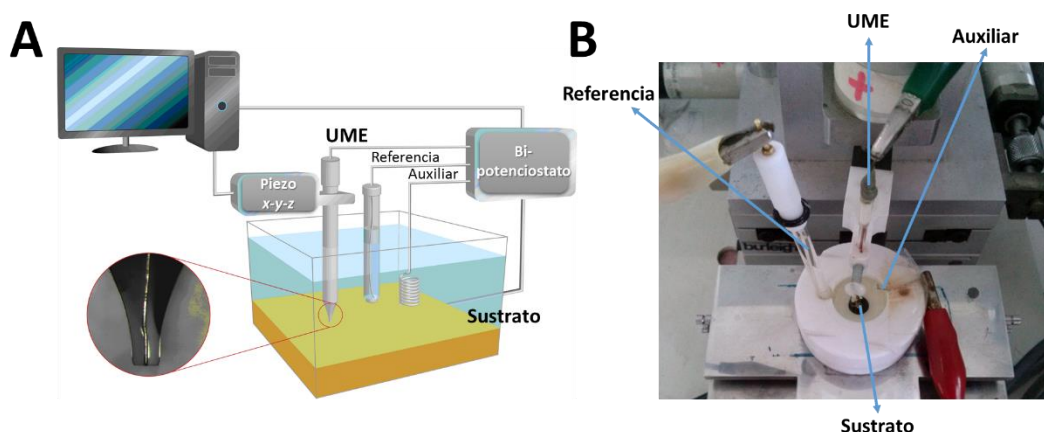 A
UME
Referencia
Auxiliar
Bi-
potenciostato
Piezo
x-y-z
Sustrato
B
UME
Auxiliar
Referencia
burleigh
Sustrato